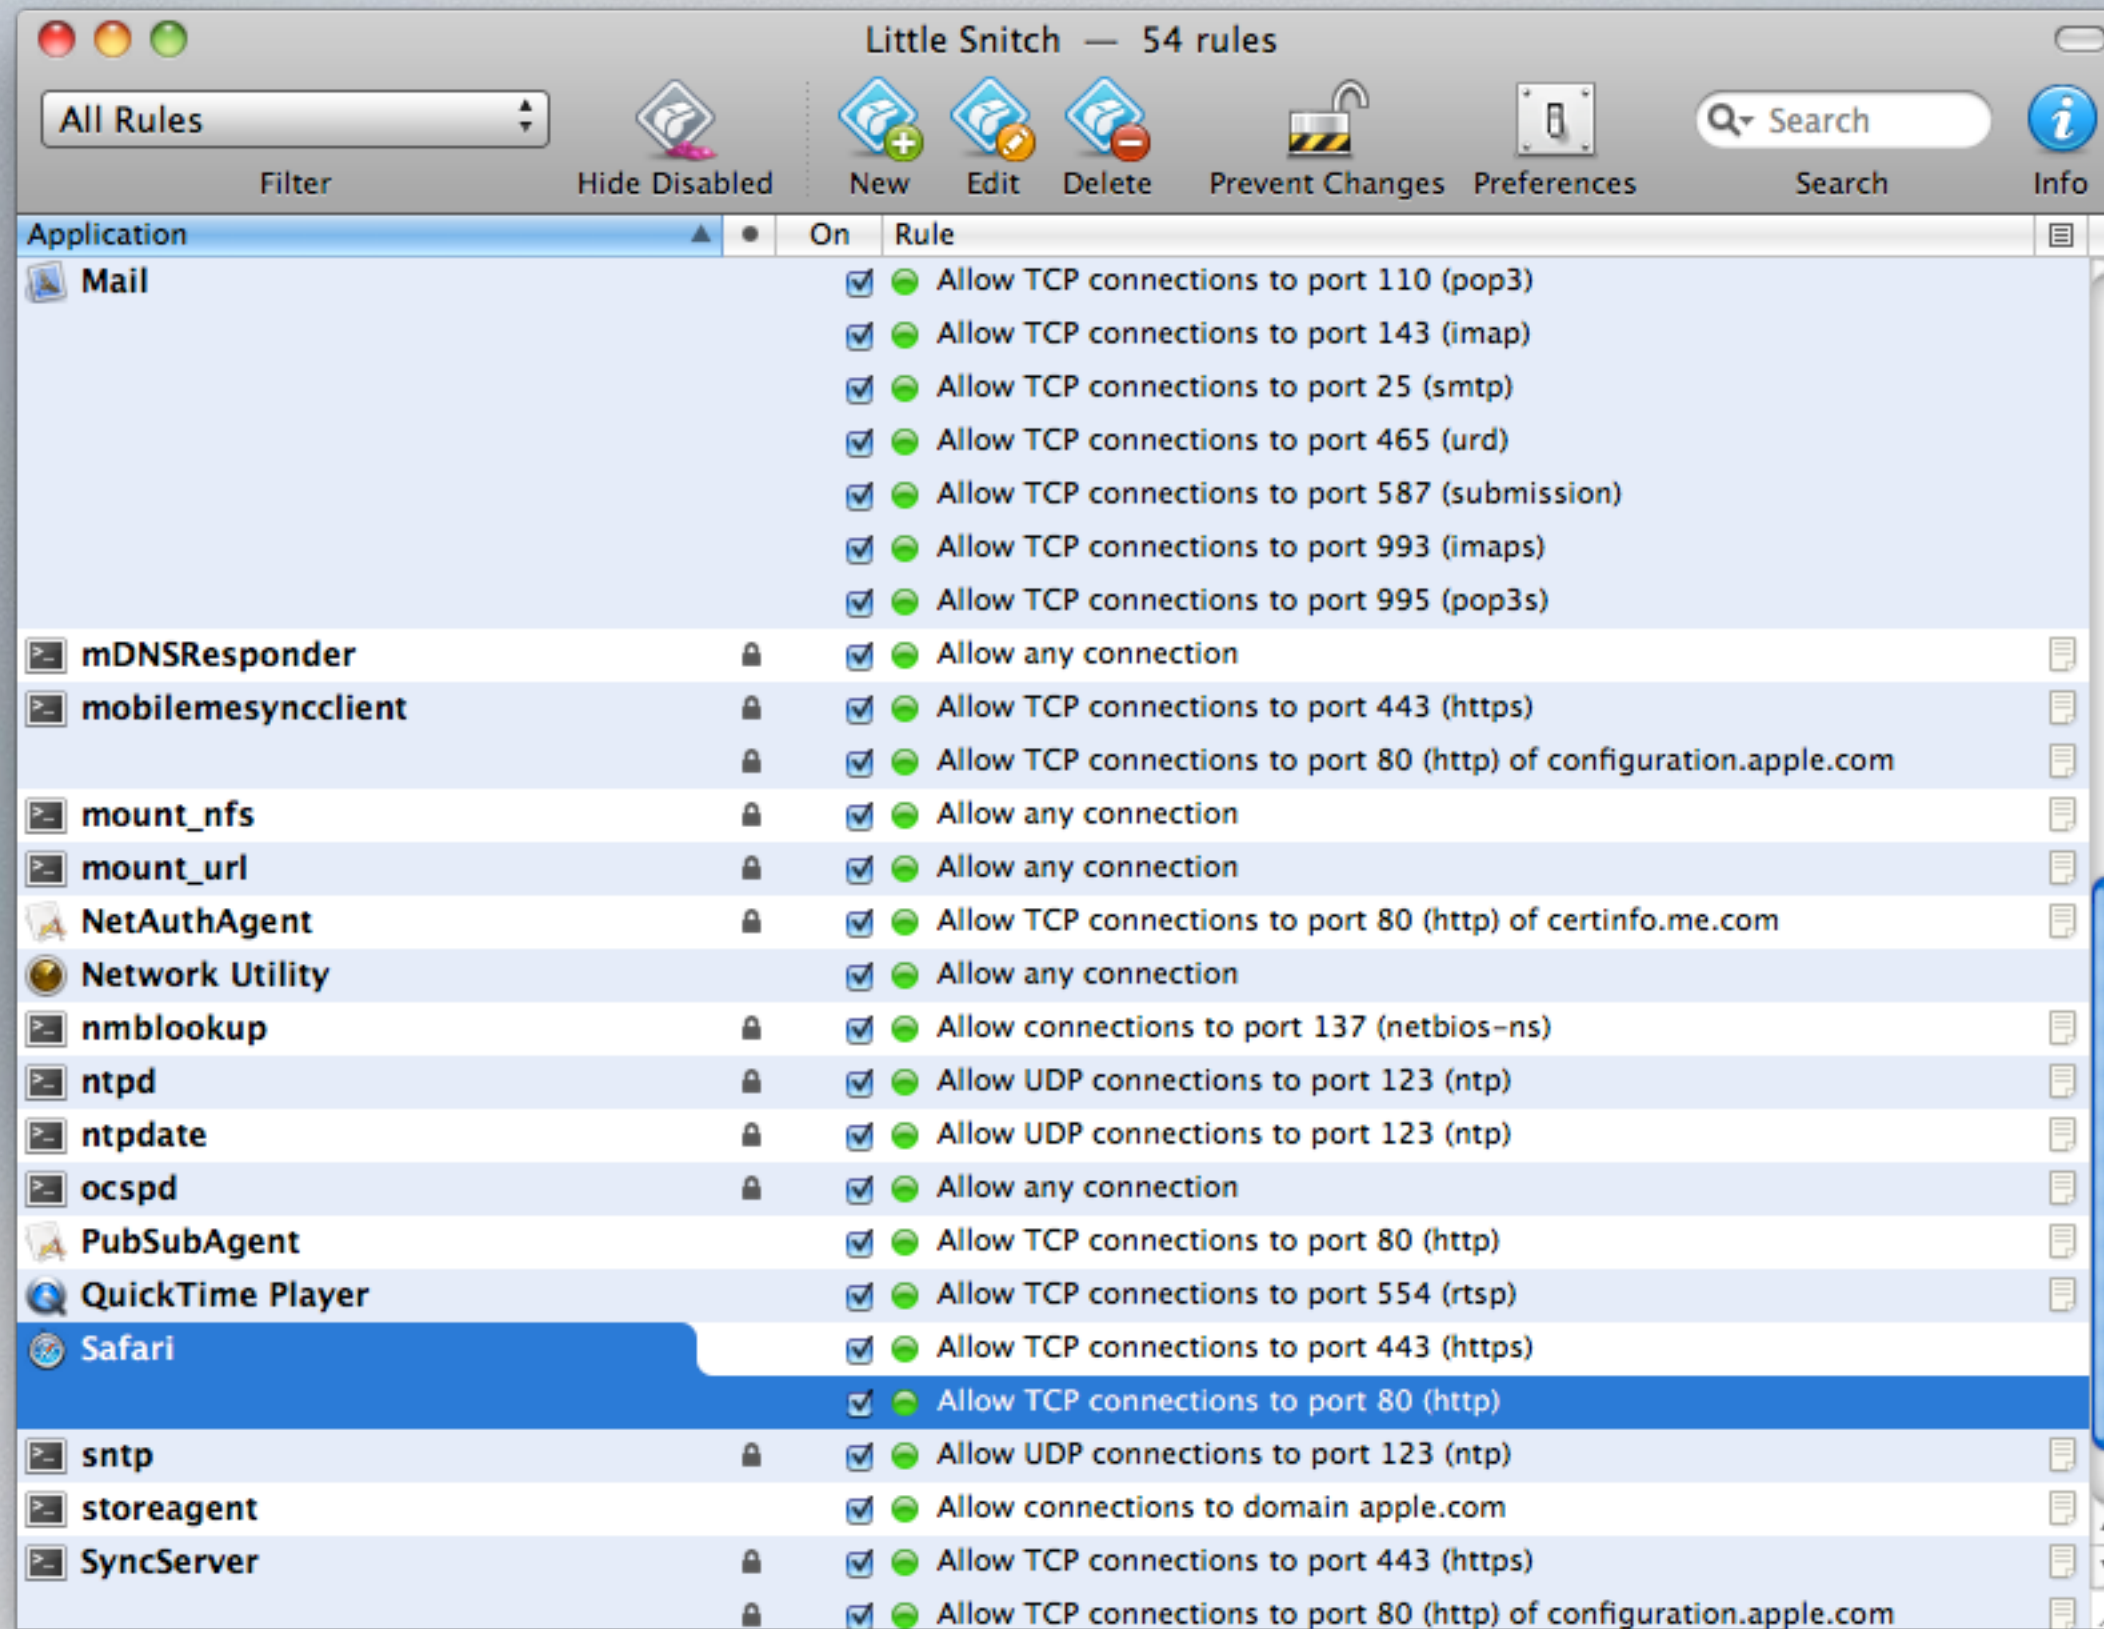 Little Snitch — 54 rules
All Rules
Search
Filter Hide Disabled New Edit Delete Prevent Changes Preferences Search Info
Application On Rule
Mail Allow TCP connections to port 110 (pop3)
Allow TCP connections to port 143 (imap)
Allow TCP connections to port 25 (smtp)
Allow TCP connections to port 465 (urd)
Allow TCP connections to port 587 (submission)
Allow TCP connections to port 993 (imaps)
Allow TCP connections to port 995 (pop3s)
mDNSResponder Allow any connection
mobilemesyncclient Allow TCP connections to port 443 (https)
Allow TCP connections to port 80 (http) of configuration.apple.com
mount_nfs Allow any connection
mount_url Allow any connection
NetAuthAgent Allow TCP connections to port 80 (http) of certinfo.me.com
Network Utility Allow any connection
nmblookup Allow connections to port 137 (netbios-ns)
ntpd Allow UDP connections to port 123 (ntp)
ntpdate Allow UDP connections to port 123 (ntp)
ocspd Allow any connection
PubSubAgent Allow TCP connections to port 80 (http)
QuickTime Player Allow TCP connections to port 554 (rtsp)
Safari Allow TCP connections to port 443 (https)
Allow TCP connections to port 80 (http)
sntp Allow UDP connections to port 123 (ntp)
storeagent Allow connections to domain apple.com
SyncServer Allow TCP connections to port 443 (https)
Allow TCP connections to port 80 (http) of configuration.apple.com